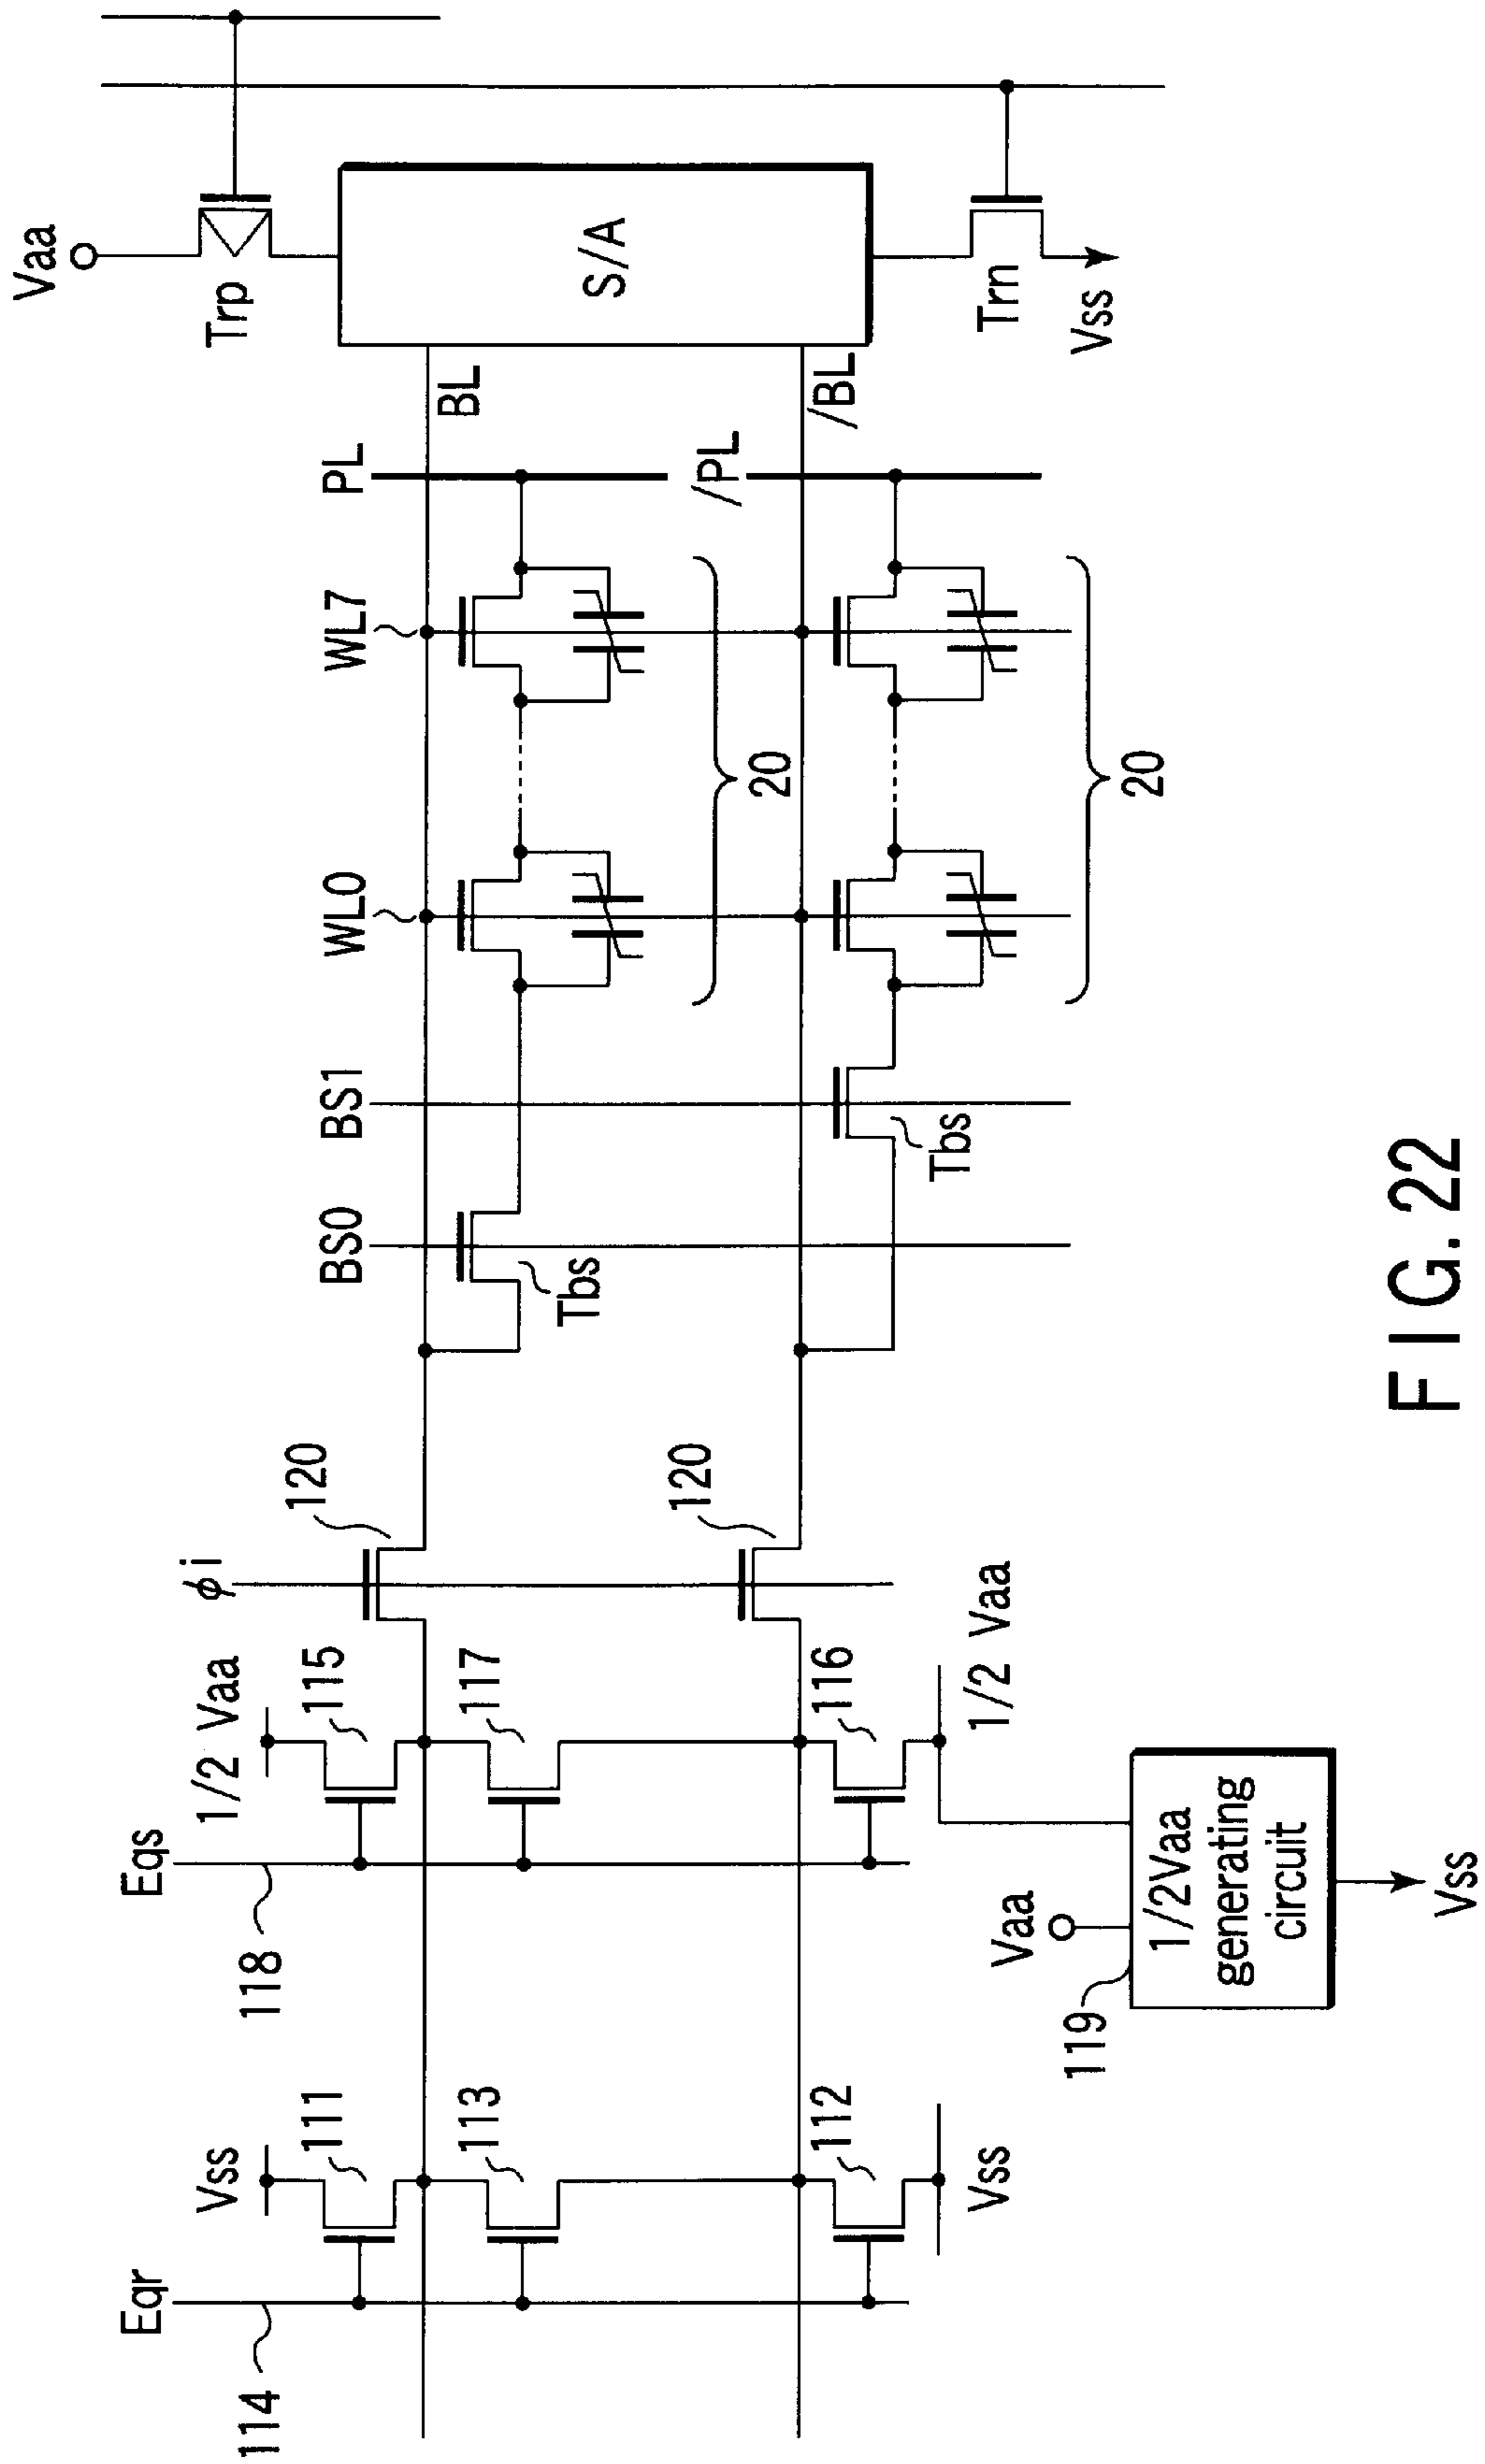 Eqr
114
Vss
111
113
112
Vss
Eqs
118
1/2 Vaa
115
117
116
1/2 Vaa
Vaa
119
1/2Vaa
generating
circuit
Vss
ϕi
120
120
BS0
Tbs
BS1
Tbs
WL0
WL7
20
20
PL
/PL
BL
/BL
Vaa
Trp
S/A
Trn
Vss
FIG. 22